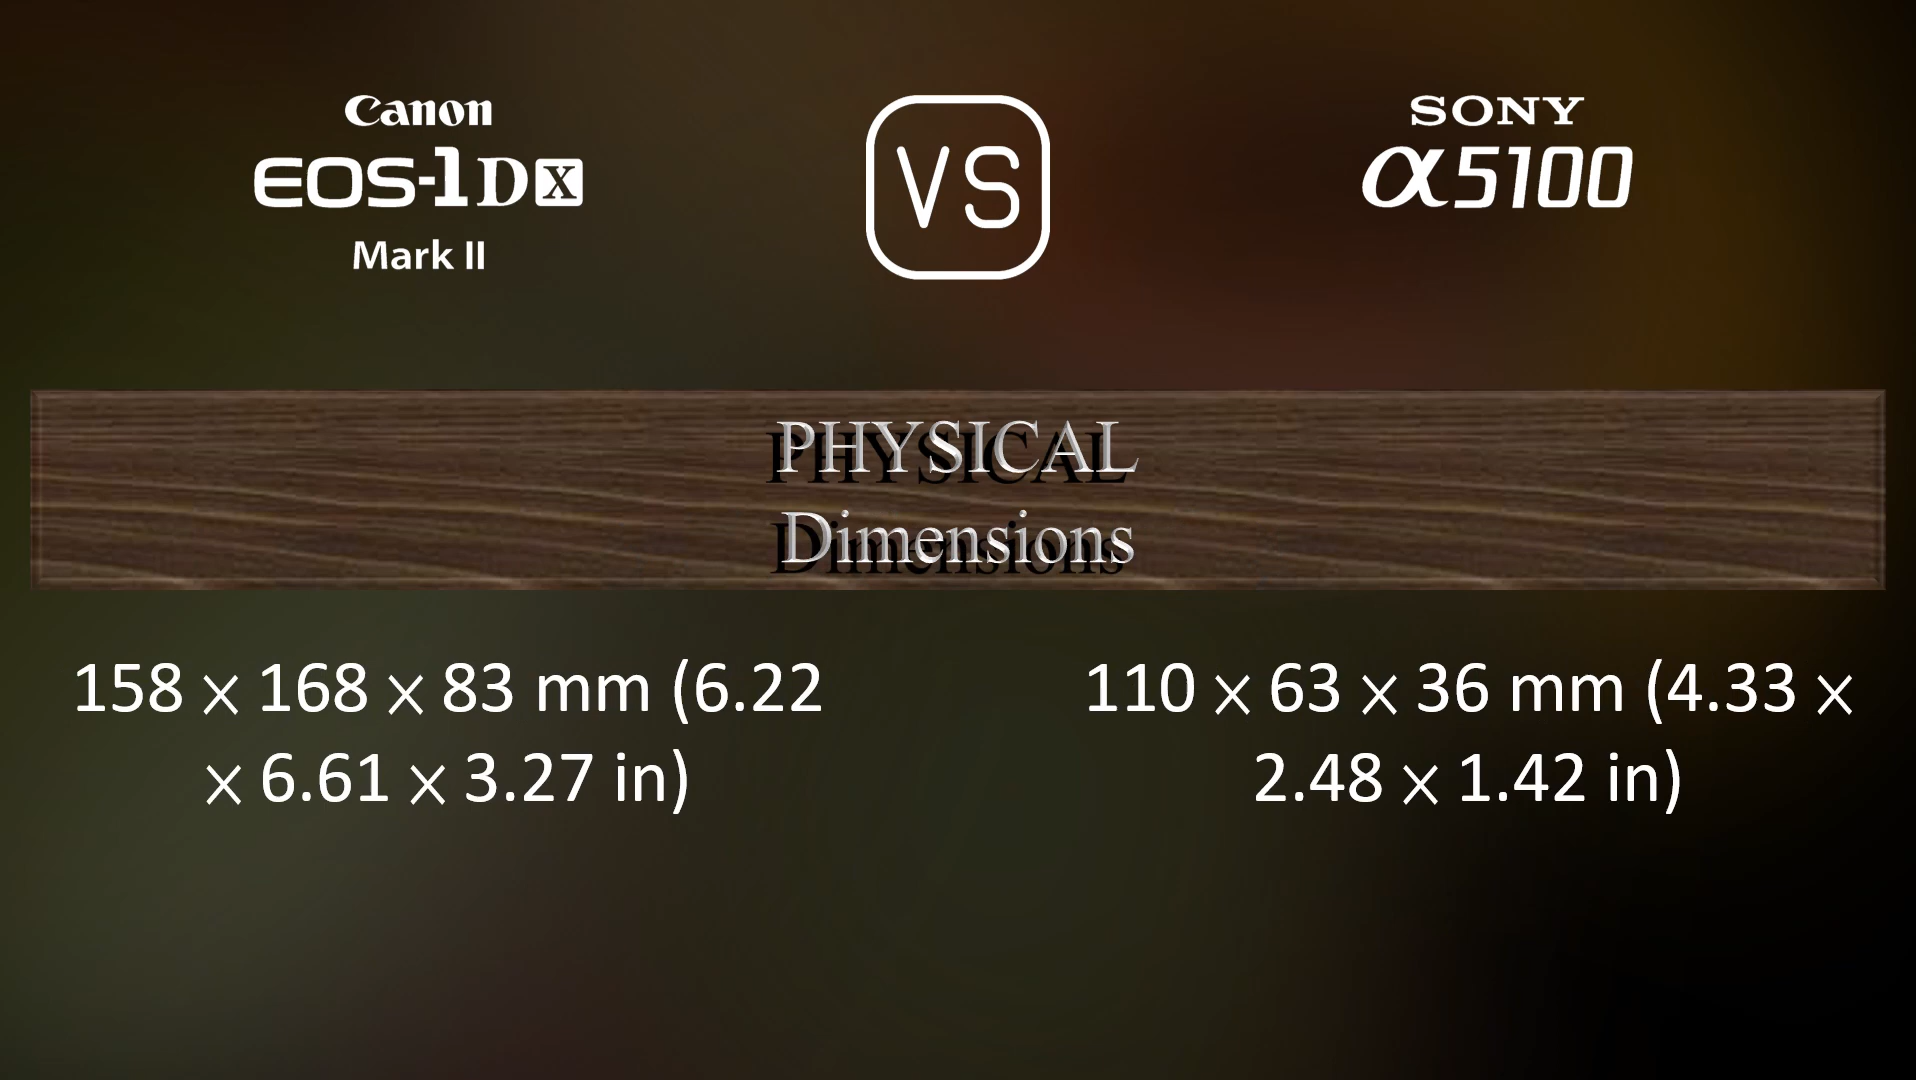 Canon
EOS-1DX
Mark II
VS
SONY
α5100
PHYSICAL
Dimensions
158 x 168 x 83 mm (6.22
x 6.61 x 3.27 in)
110 x 63 x 36 mm (4.33 x
2.48 x 1.42 in)